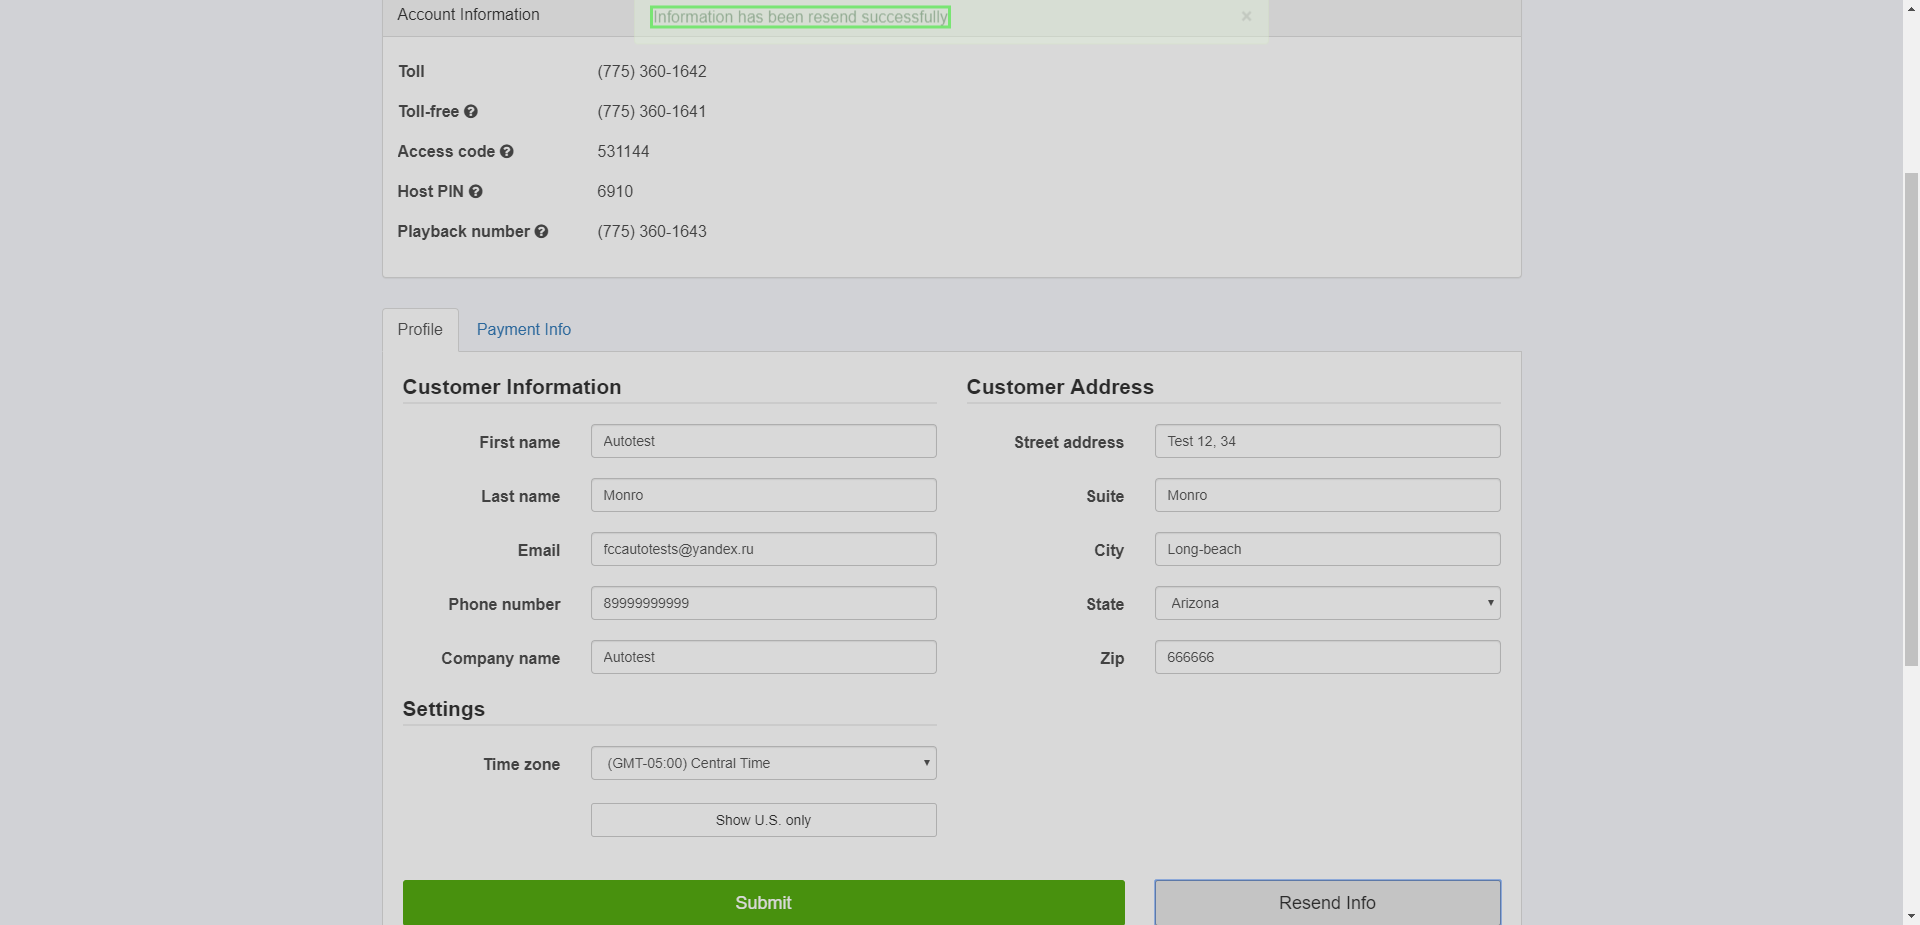 Account Information
Information has been resend successfully ×
Toll (775) 360-1642
Toll-free (775) 360-1641
Access code 531144
Host PIN 6910
Playback number (775) 360-1643
Profile Payment Info
Customer Information Customer Address
First name Autotest Street address Test 12, 34
Last name Monro Suite Monro
Email fccautotests@yandex.ru City Long-beach
Phone number 89999999999 State Arizona
Company name Autotest Zip 666666
Settings
Time zone (GMT-05:00) Central Time
Show U.S. only
Submit Resend Info